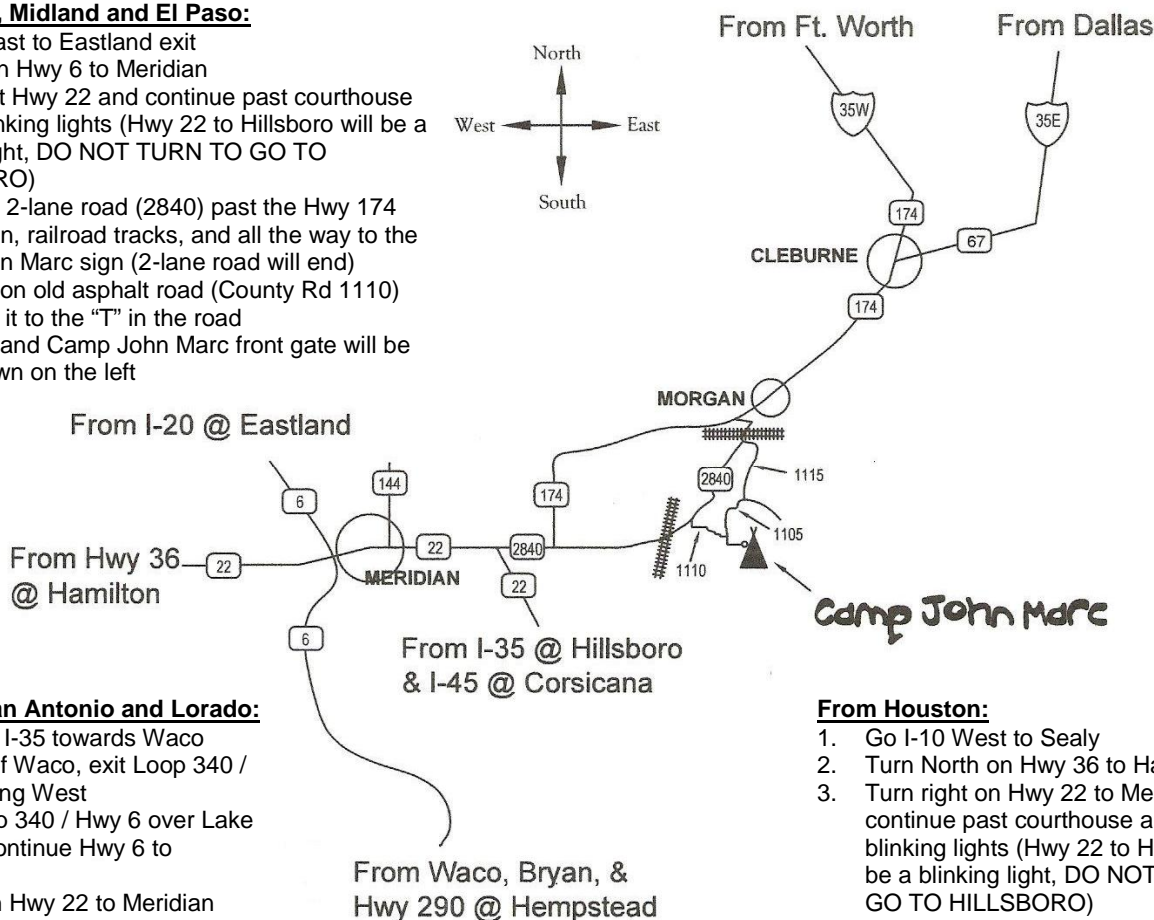 , Midland and El Paso:
ast to Eastland exit
Hwy 6 to Meridian
t Hwy 22 and continue past courthouse
nking lights (Hwy 22 to Hillsboro will be a
ght, DO NOT TURN TO GO TO
RO)
2-lane road (2840) past the Hwy 174
n, railroad tracks, and all the way to the
n Marc sign (2-lane road will end)
on old asphalt road (County Rd 1110)
it to the “T” in the road
and Camp John Marc front gate will be
wn on the left
North
West
East
South
From Ft. Worth
From Dallas
35W
35E
174
67
CLEBURNE
174
MORGAN
From I-20 @ Eastland
6
144
174
2840
1115
1105
1110
From Hwy 36
@ Hamilton
22
MERIDIAN
22
2840
22
6
Camp John Marc
From I-35 @ Hillsboro
& I-45 @ Corsicana
an Antonio and Lorado:
I-35 towards Waco
f Waco, exit Loop 340 /
ng West
o 340 / Hwy 6 over Lake
ontinue Hwy 6 to
n Hwy 22 to Meridian
From Waco, Bryan, &
Hwy 290 @ Hempstead
From Houston:
1. Go I-10 West to Sealy
2. Turn North on Hwy 36 to Ha
3. Turn right on Hwy 22 to Me
continue past courthouse a
blinking lights (Hwy 22 to H
be a blinking light, DO NOT
GO TO HILLSBORO)